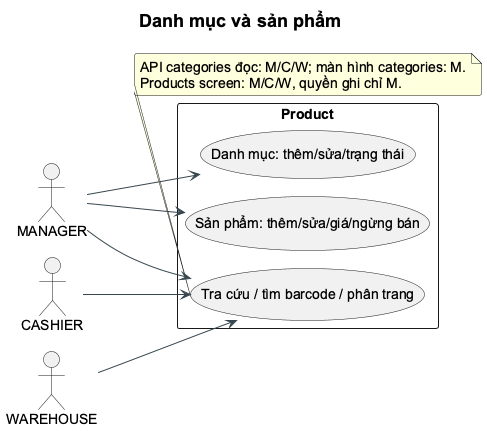 Danh mục và sản phẩm
API categories đọc: M/C/W; màn hình categories: M.
Products screen: M/C/W, quyền ghi chỉ M.
Product
Danh mục: thêm/sửa/trạng thái
Sản phẩm: thêm/sửa/giá/ngừng bán
MANAGER
Tra cứu / tìm barcode / phân trang
CASHIER
WAREHOUSE